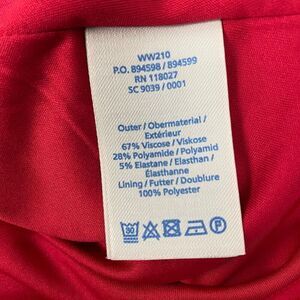 WW210
P.O. 894598 / 894599
RN 118027
SC 9039 / 0001
Outer / Obermaterial /
Extérieur
67% Viscose / Viskose
28% Polyamide / Polyamid
5% Elastane / Elasthan /
Élasthanne
Lining / Futter / Doublure
100% Polyester
30
P